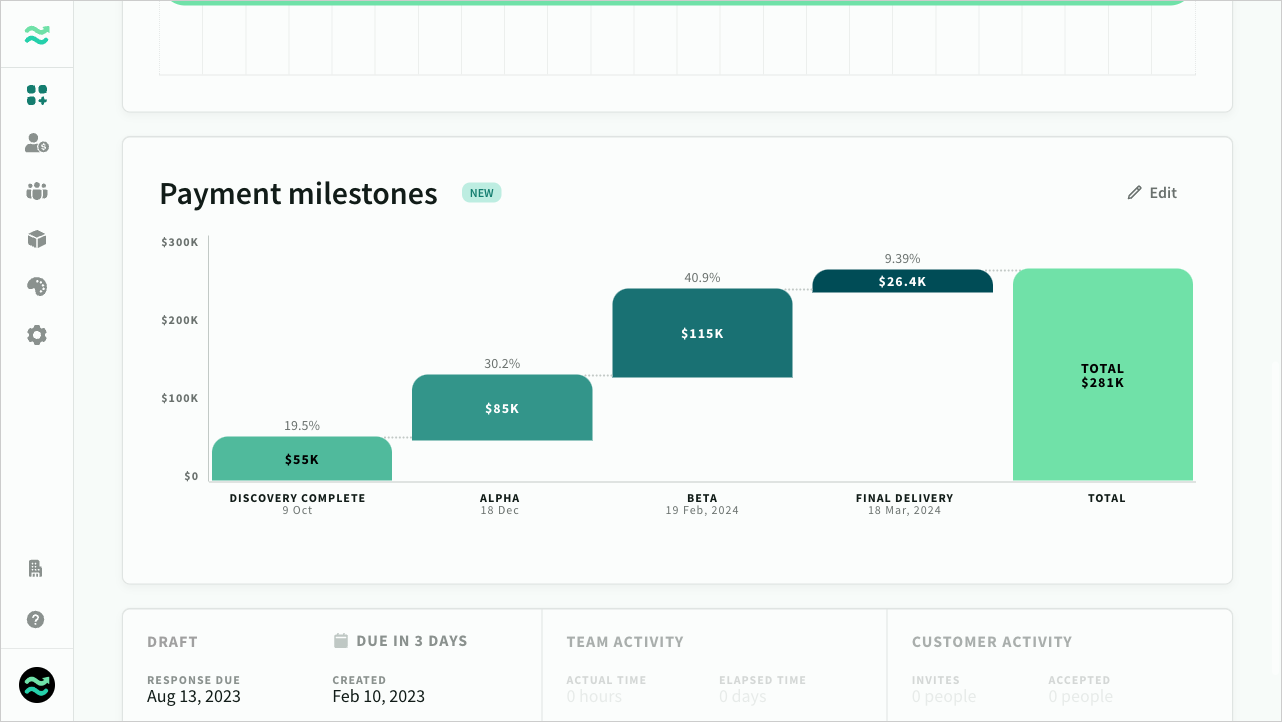 Payment milestones
NEW
Edit
$300K
$200K
$100K
$0
19.5%
$55K
30.2%
$85K
40.9%
$115K
9.39%
$26.4K
TOTAL
$281K
DISCOVERY COMPLETE
9 Oct
ALPHA
18 Dec
BETA
19 Feb, 2024
FINAL DELIVERY
18 Mar, 2024
TOTAL
DRAFT
DUE IN 3 DAYS
RESPONSE DUE
Aug 13, 2023
CREATED
Feb 10, 2023
TEAM ACTIVITY
ACTUAL TIME
0 hours
ELAPSED TIME
0 days
CUSTOMER ACTIVITY
INVITES
0 people
ACCEPTED
0 people